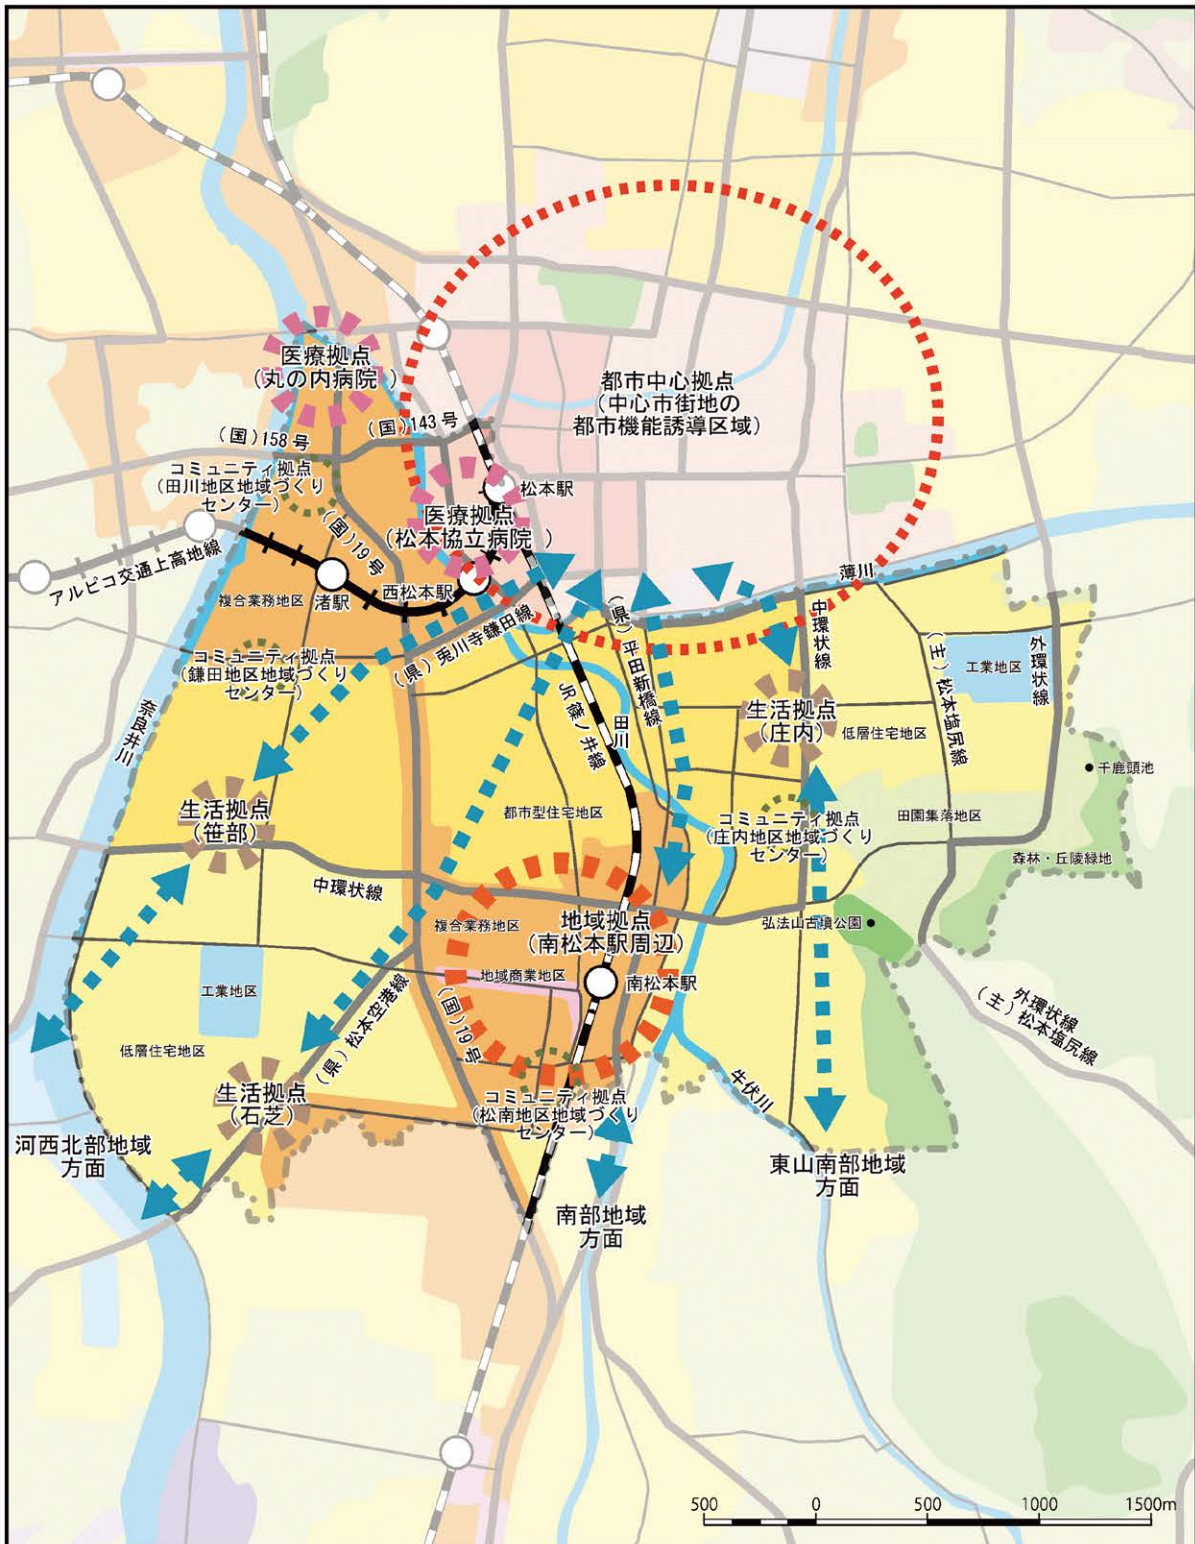 医療拠点
（丸の内病院）
都市中心拠点
（中心市街地の
都市機能誘導区域）
（国）158号
（国）143号
コミュニティ拠点
（田川地区地域づくり
センター）
松本駅
医療拠点
（松本協立病院）
（国）19号
アルピコ交通上高地線
渚駅
西松本駅
複合業務地区
薄川
（県）兎川寺鎌田線
（県）平田新橋線
中環状線
（主）松本塩尻線
外環状線
工業地区
コミュニティ拠点
（鎌田地区地域づくり
センター）
奈良井川
JR篠ノ井線
田川
生活拠点
（庄内）
低層住宅地区
千鹿頭池
生活拠点
（笹部）
都市型住宅地区
コミュニティ拠点
（庄内地区地域づくり
センター）
田園集落地区
森林・丘陵緑地
中環状線
複合業務地区
地域拠点
（南松本駅周辺）
弘法山古墳公園
地域商業地区
南松本駅
工業地区
（県）松本空港線
（国）19号
外環状線
（主）松本塩尻線
低層住宅地区
生活拠点
（石芝）
コミュニティ拠点
（松南地区地域づくり
センター）
牛伏川
河西北部地域
方面
東山南部地域
方面
南部地域
方面
500 0 500 1000 1500m